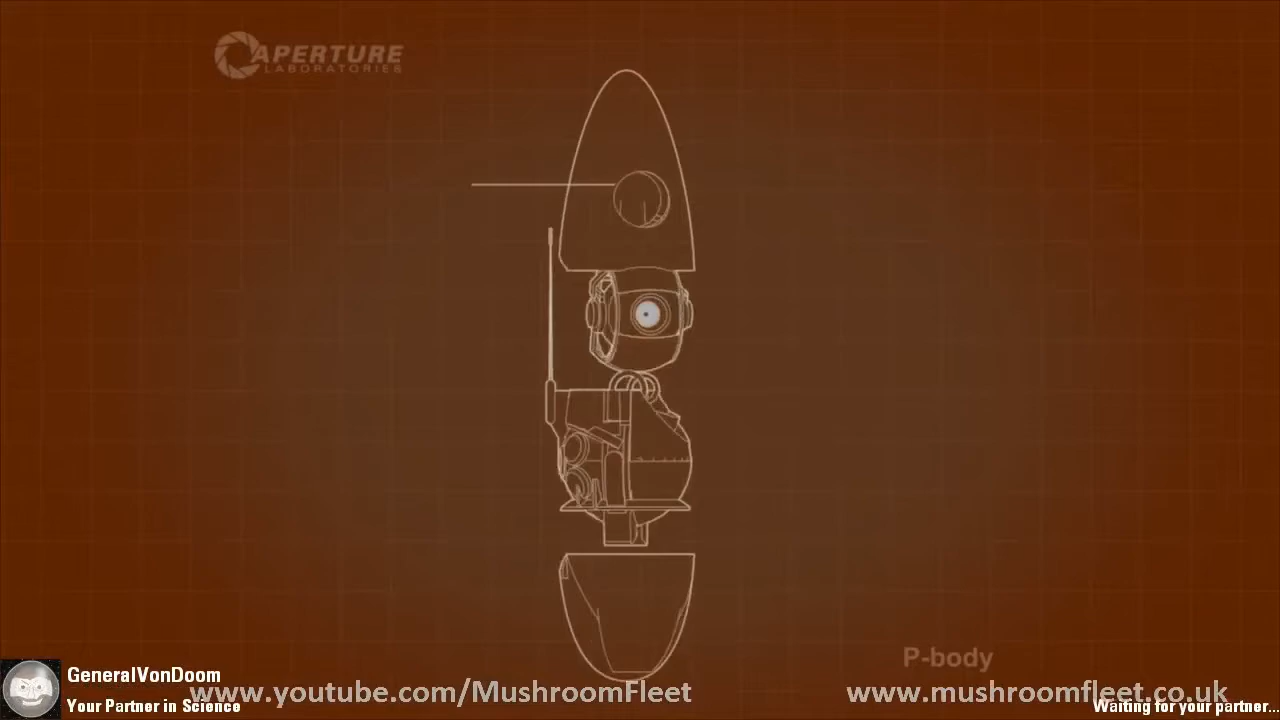 APERTURE
LABORATORIES
P-body
GeneralVonDoom
www.youtube.com/MushroomFleet
www.mushroomfleet.co.uk
Your Partner in Science
Waiting for your partner...